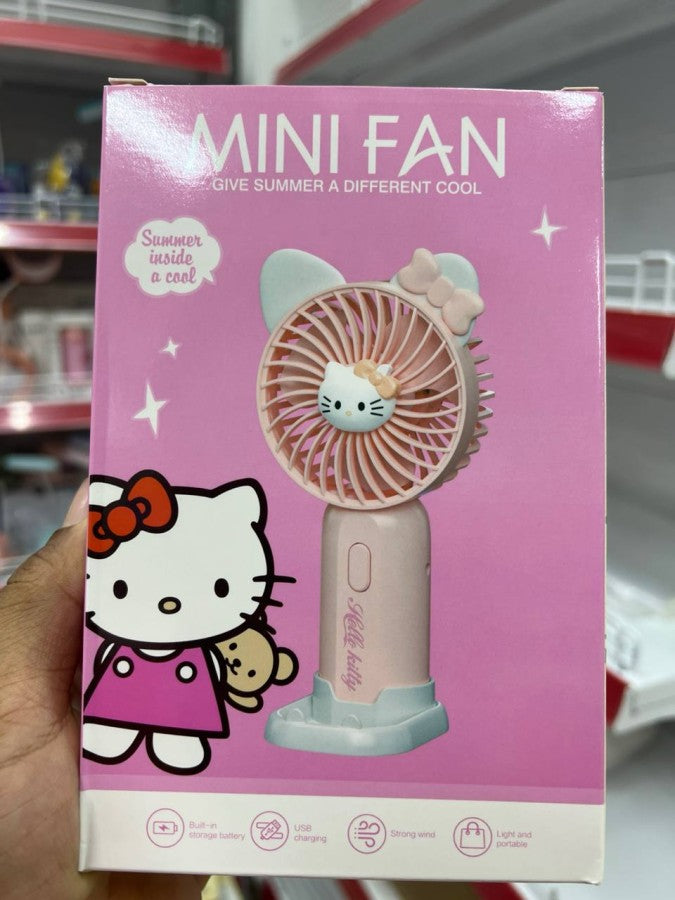 MINI FAN
GIVE SUMMER A DIFFERENT COOL
Summer
inside
a cool
Hello kitty
Built-in
storage battery
USB
charging
Strong wind
Light and
portable